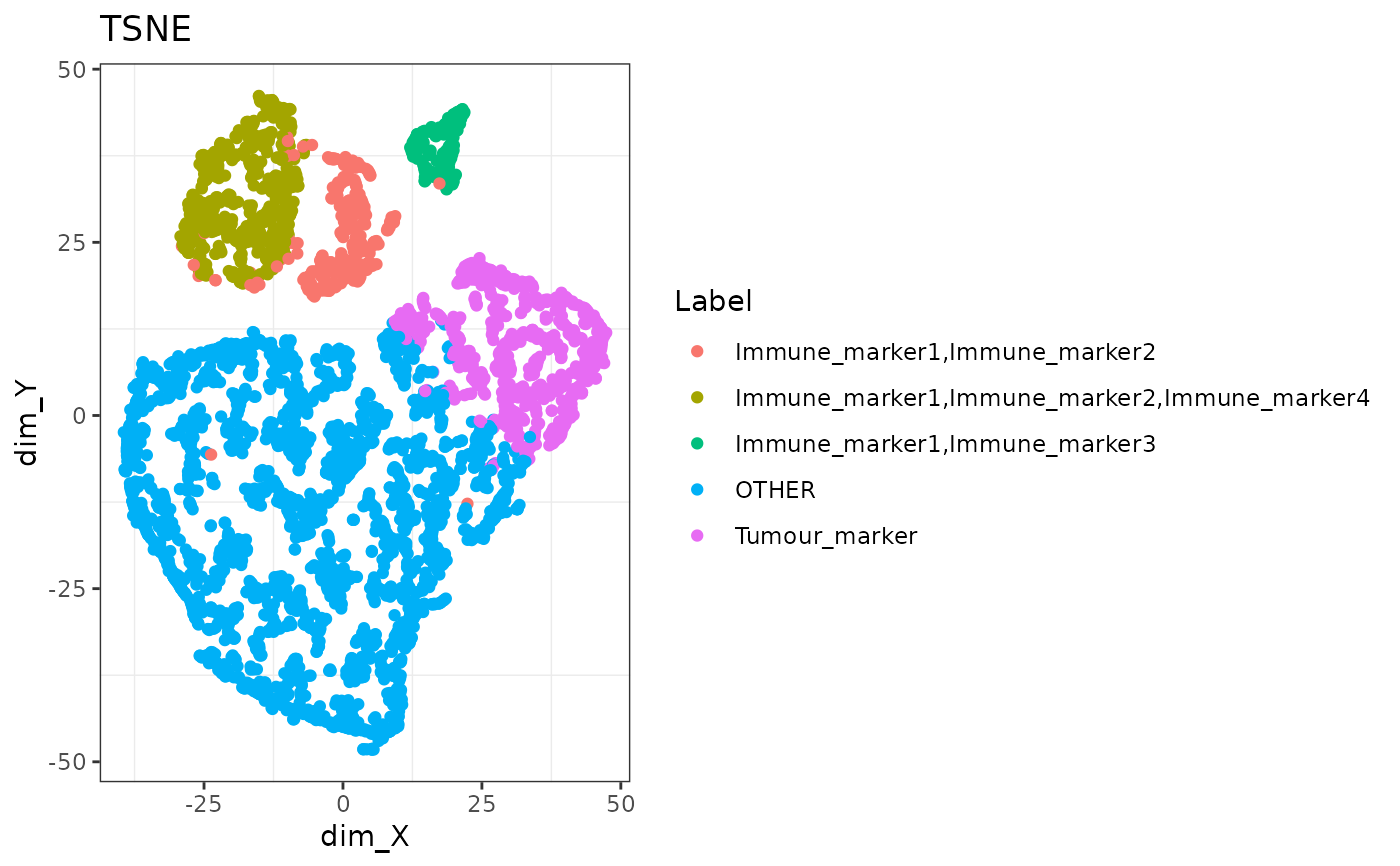 TSNE
50
25
0
-25
-50
dim_Y
-25
0
25
50
dim_X
Label
Immune_marker1,Immune_marker2
Immune_marker1,Immune_marker2,Immune_marker4
Immune_marker1,Immune_marker3
OTHER
Tumour_marker